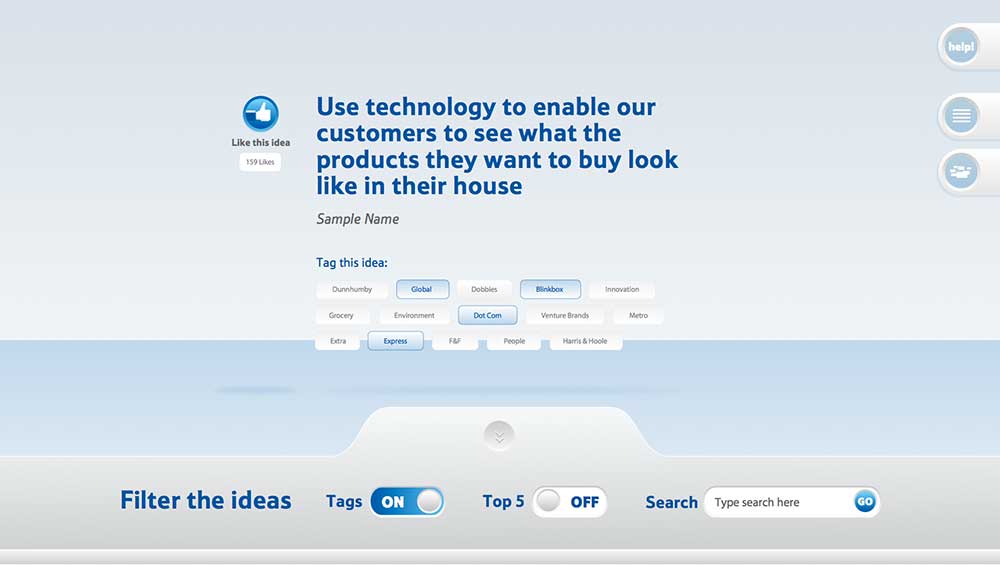 help!
Use technology to enable our
customers to see what the
products they want to buy look
like in their house
Like this idea
159 Likes
Sample Name
Tag this idea:
Dunnhumby Global Dobbies Blinkbox Innovation
Grocery Environment Dot Com Venture Brands Metro
Extra Express F&F People Harris & Hoole
Filter the ideas Tags ON Top 5 OFF Search Type search here GO